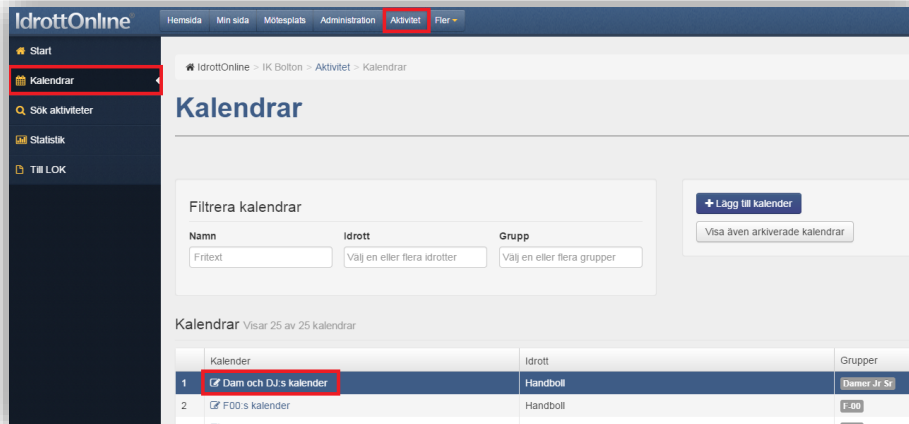 IdrottOnline
Hemsida Min sida Mötesplats Administration Aktivitet Fler
Start
Kalendrar
Sök aktiviteter
Statistik
Till LOK
IdrottOnline > IK Bolton > Aktivitet > Kalendrar
Kalendrar
Filtrera kalendrar
Namn Idrott Grupp
Fritext Välj en eller flera idrotter Välj en eller flera grupper
+ Lägg till kalender
Visa även arkiverade kalendrar
Kalendrar Visar 25 av 25 kalendrar
Kalender Idrott Grupper
1 Dam och DJ:s kalender Handboll Damer Jr Sr
2 F00:s kalender Handboll F-00